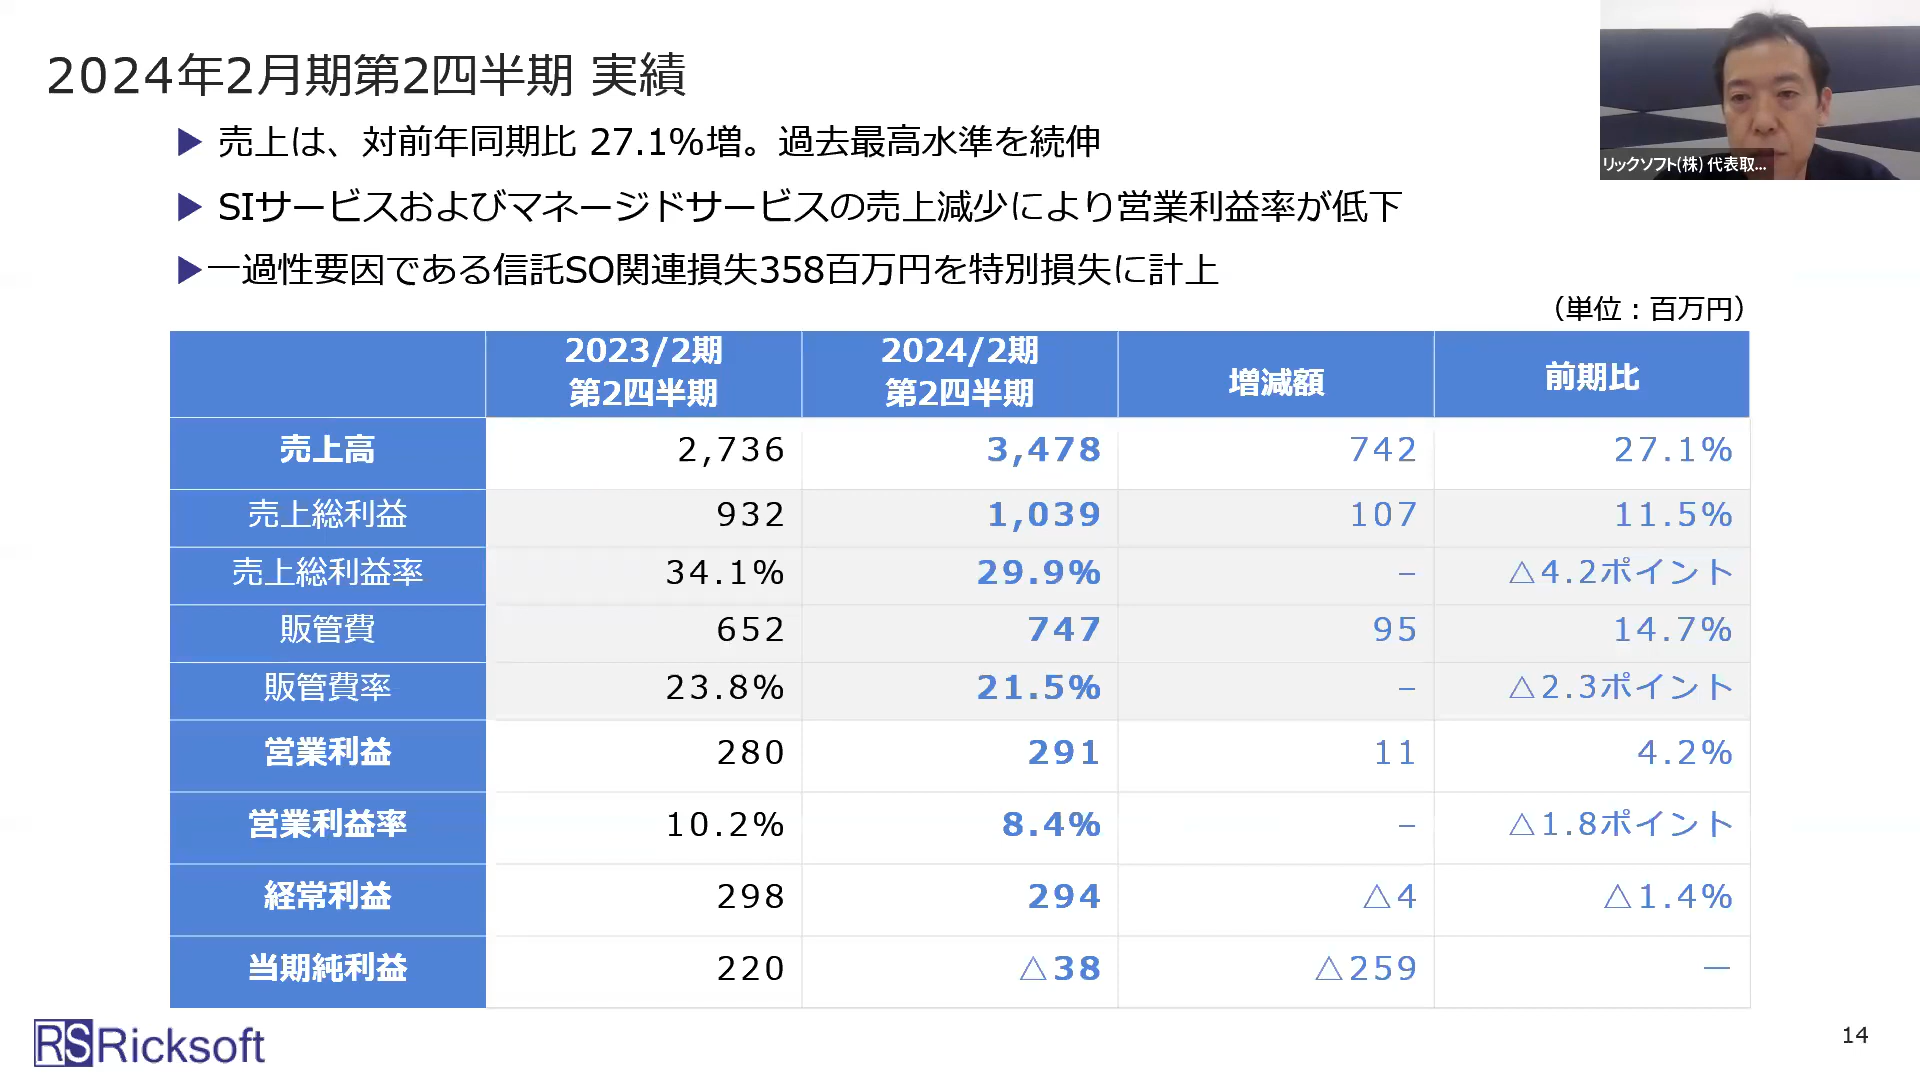 2024年2月期第2四半期 実績
リックソフト(株) 代表取...
▶ 売上は、対前年同期比 27.1%増。過去最高水準を続伸
▶ SIサービスおよびマネージドサービスの売上減少により営業利益率が低下
▶一過性要因である信託SO関連損失358百万円を特別損失に計上
（単位：百万円）
2023/2期 第2四半期 2024/2期 第2四半期 増減額 前期比
売上高 2,736 3,478 742 27.1%
売上総利益 932 1,039 107 11.5%
売上総利益率 34.1% 29.9% – △4.2ポイント
販管費 652 747 95 14.7%
販管費率 23.8% 21.5% – △2.3ポイント
営業利益 280 291 11 4.2%
営業利益率 10.2% 8.4% – △1.8ポイント
経常利益 298 294 △4 △1.4%
当期純利益 220 △38 △259 －
RS Ricksoft
14